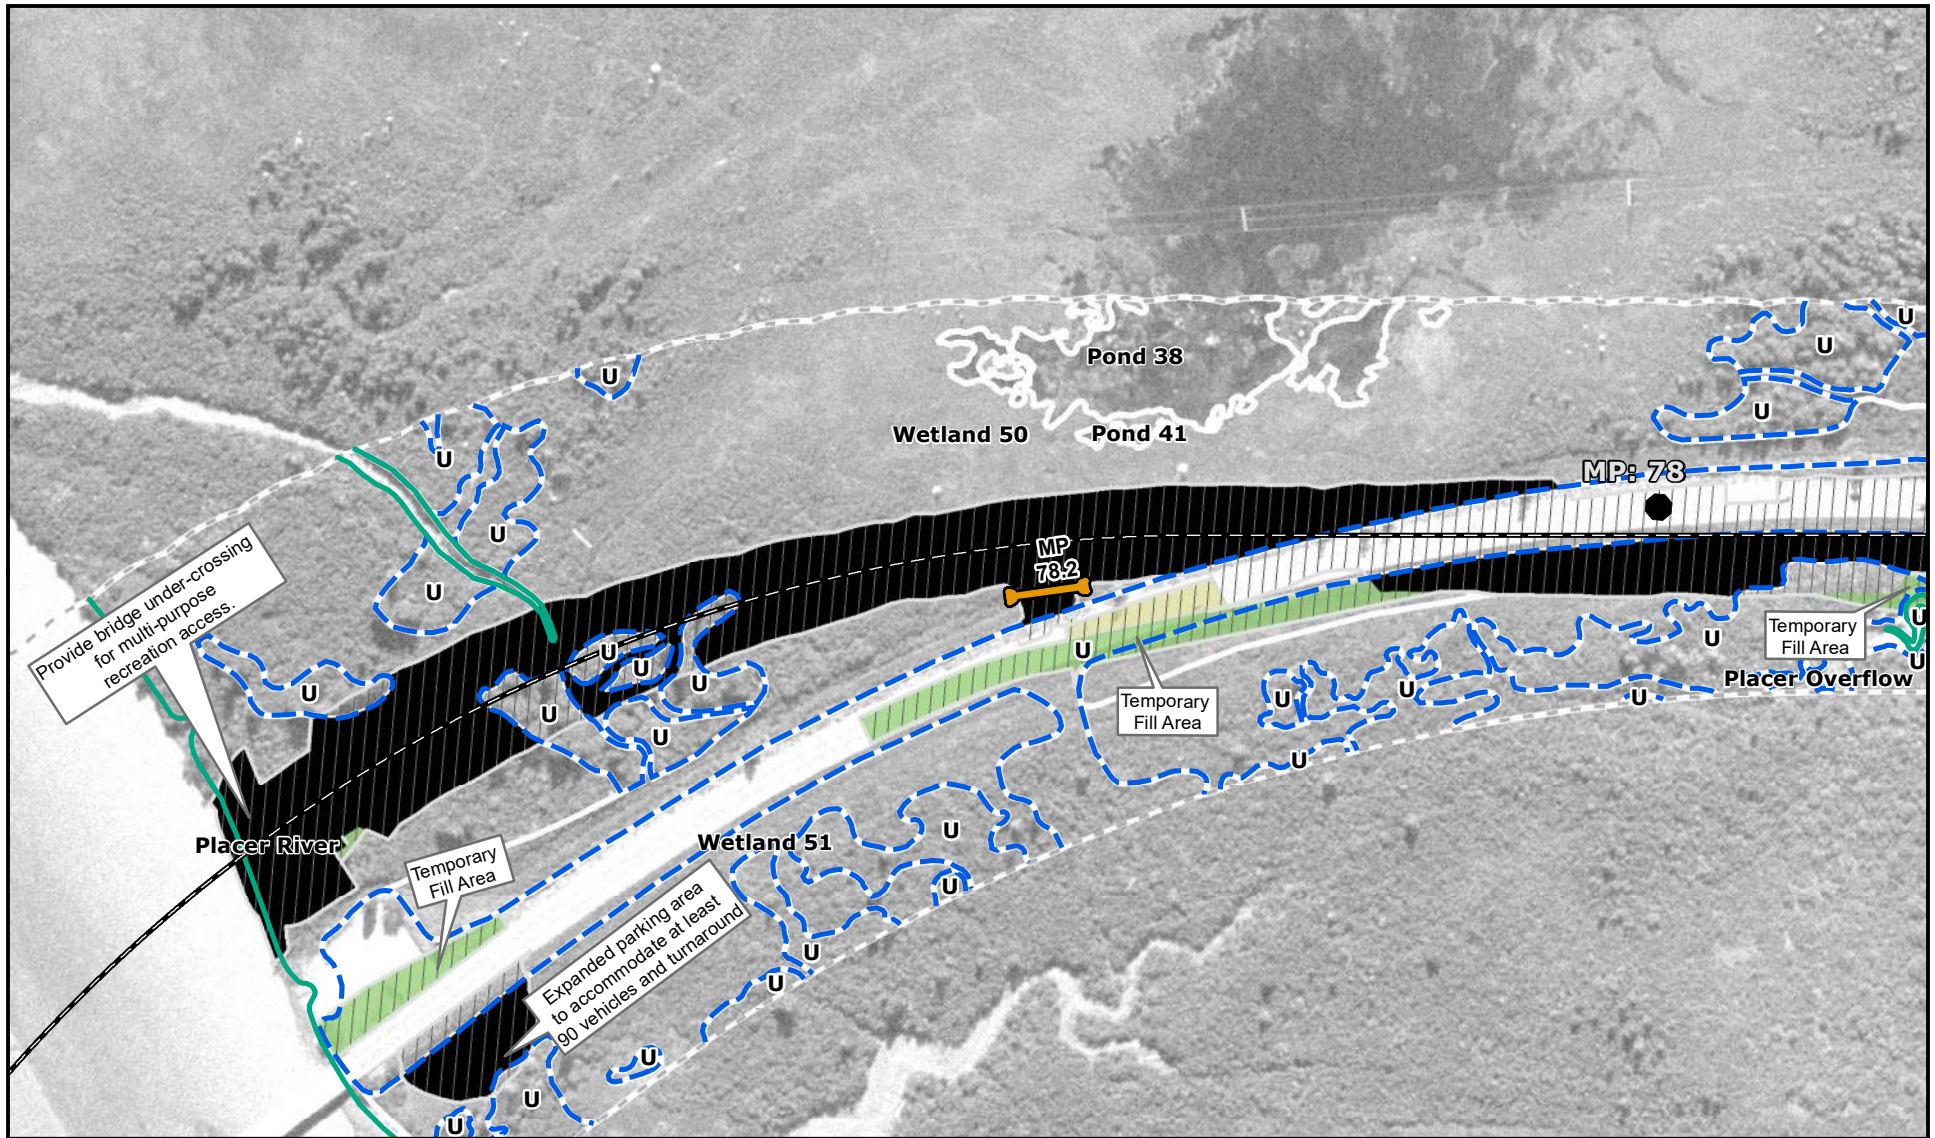 U
U
Pond 38
U
U
Wetland 50
Pond 41
U
U
MP: 78
U
MP
78.2
U
Provide bridge under-crossing
for multi-purpose
recreation access.
U
Temporary
Fill Area
U
U
U
U
U
U
Placer Overflow
U
U
U
U
U
Temporary
Fill Area
U
U
U
Wetland 51
U
Placer River
Temporary
Fill Area
U
Expanded parking area
to accommodate at least
90 vehicles and turnaround
U
U
U
U
U